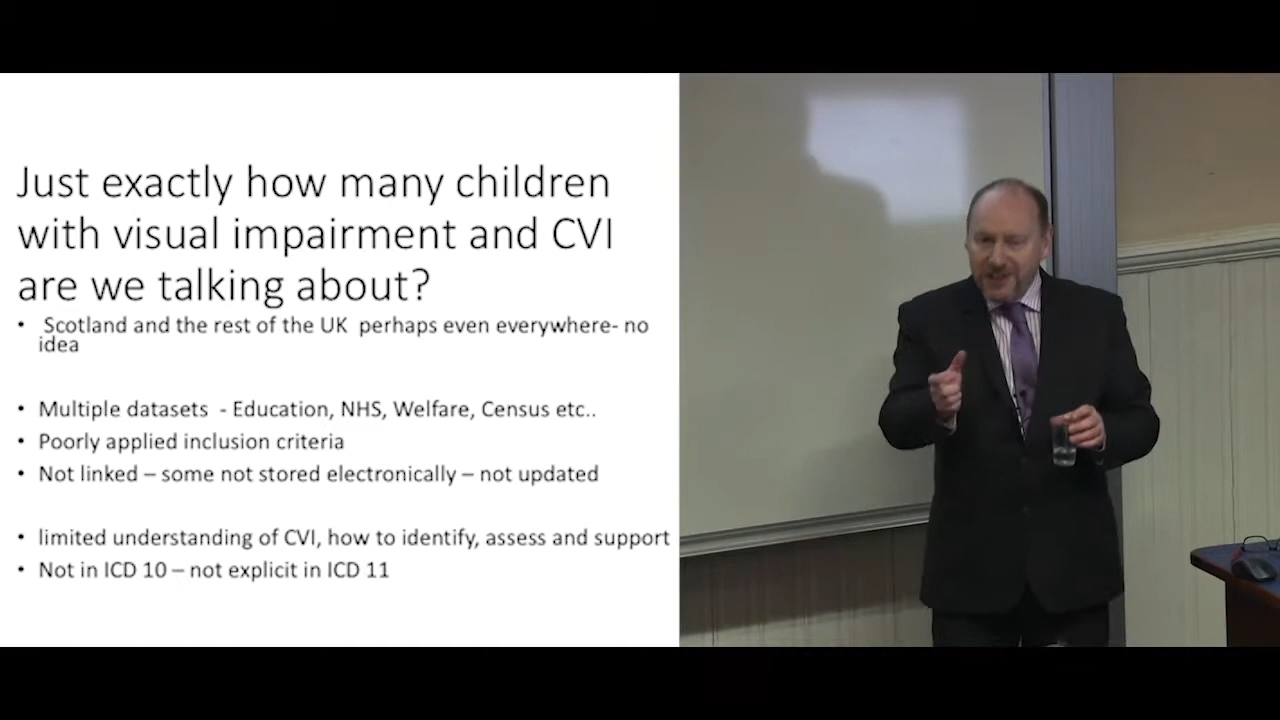 Just exactly how many children
with visual impairment and CVI
are we talking about?
• Scotland and the rest of the UK perhaps even everywhere- no
idea
• Multiple datasets - Education, NHS, Welfare, Census etc..
• Poorly applied inclusion criteria
• Not linked – some not stored electronically – not updated
• limited understanding of CVI, how to identify, assess and support
• Not in ICD 10 – not explicit in ICD 11